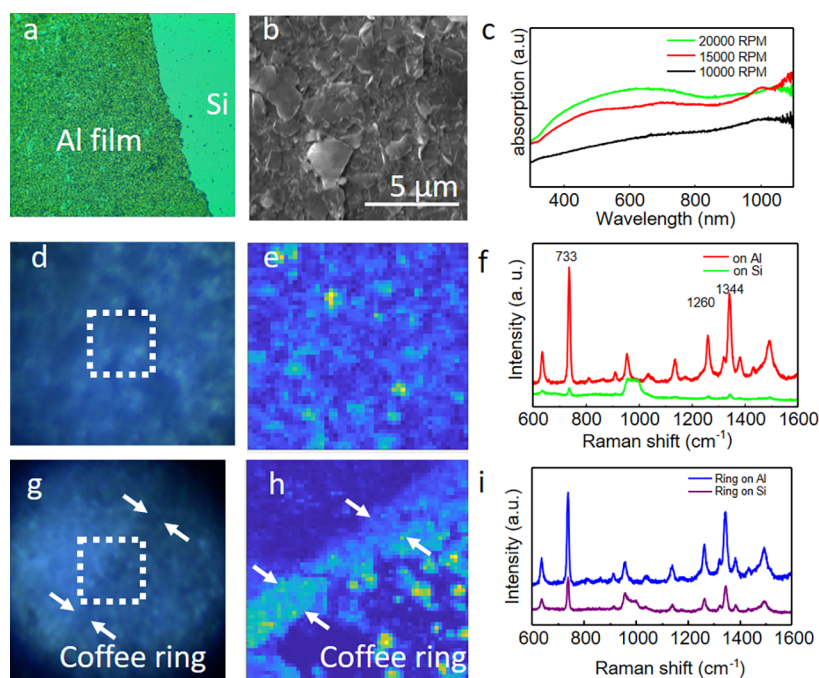 a
Si
Al film
b
5 μm
c
20000 RPM
15000 RPM
10000 RPM
absorption (a.u)
400 600 800 1000
Wavelength (nm)
d
e
f
733
on Al
on Si
1344
1260
Intensity (a. u.)
600 800 1000 1200 1400 1600
Raman shift (cm⁻¹)
g
Coffee ring
h
Coffee ring
i
Ring on Al
Ring on Si
Intensity (a.u.)
600 800 1000 1200 1400 1600
Raman shift (cm⁻¹)